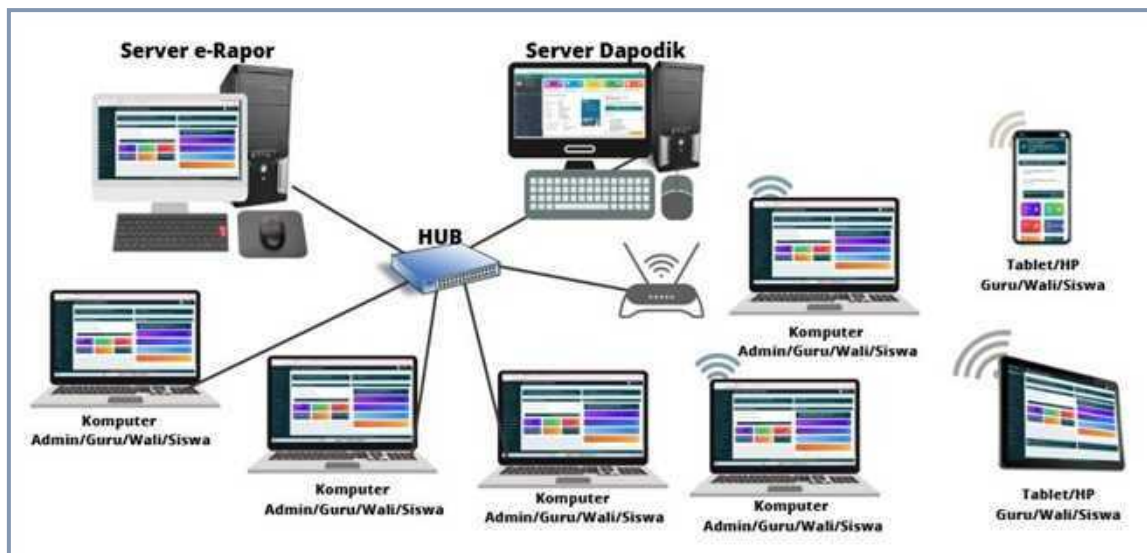 Server e-Rapor
Server Dapodik
HUB
Tablet/HP
Guru/Wali/Siswa
Komputer
Admin/Guru/Wali/Siswa
Komputer
Admin/Guru/Wali/Siswa
Komputer
Admin/Guru/Wali/Siswa
Komputer
Admin/Guru/Wali/Siswa
Komputer
Admin/Guru/Wali/Siswa
Tablet/HP
Guru/Wali/Siswa